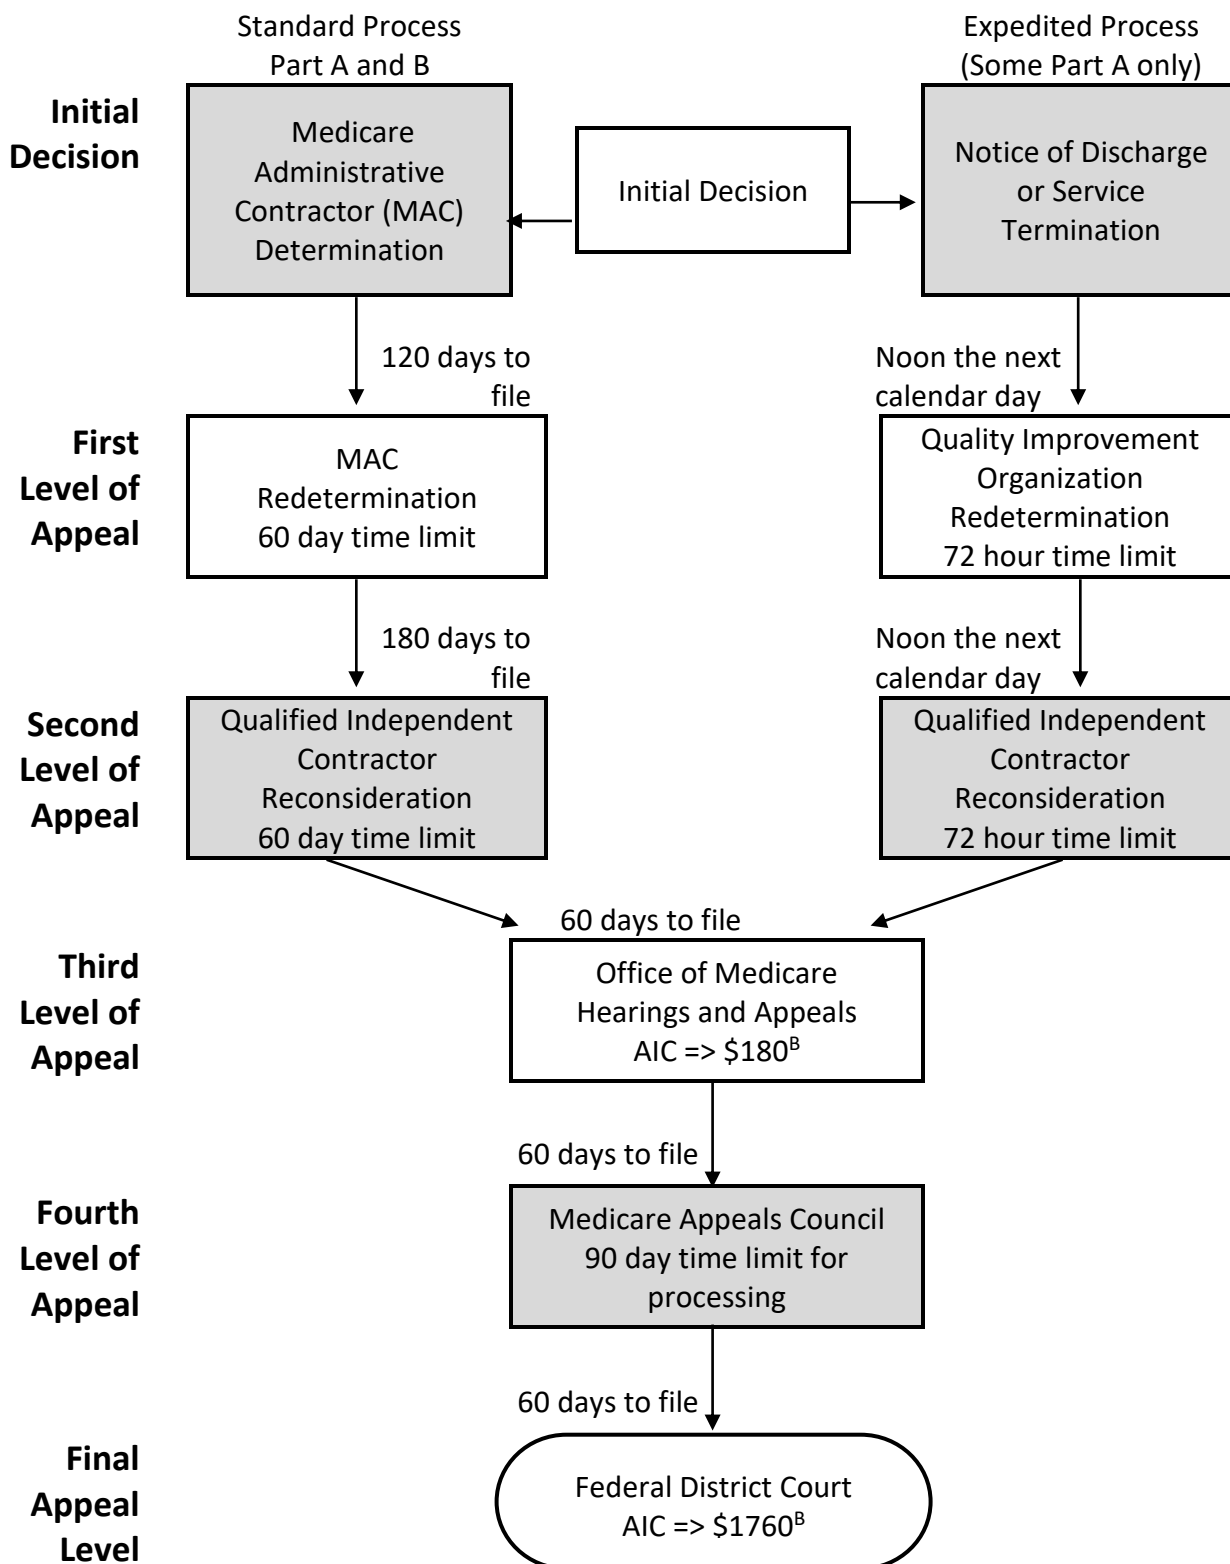 Standard Process
Part A and B
Expedited Process
(Some Part A only)
Initial
Decision
Medicare
Administrative
Contractor (MAC)
Determination
Initial Decision
Notice of Discharge
or Service
Termination
120 days to
file
Noon the next
calendar day
First
Level of
Appeal
MAC
Redetermination
60 day time limit
Quality Improvement
Organization
Redetermination
72 hour time limit
180 days to
file
Noon the next
calendar day
Second
Level of
Appeal
Qualified Independent
Contractor
Reconsideration
60 day time limit
Qualified Independent
Contractor
Reconsideration
72 hour time limit
60 days to file
Third
Level of
Appeal
Office of Medicare
Hearings and Appeals
AIC => $180B
60 days to file
Fourth
Level of
Appeal
Medicare Appeals Council
90 day time limit for
processing
60 days to file
Final
Appeal
Level
Federal District Court
AIC => $1760B